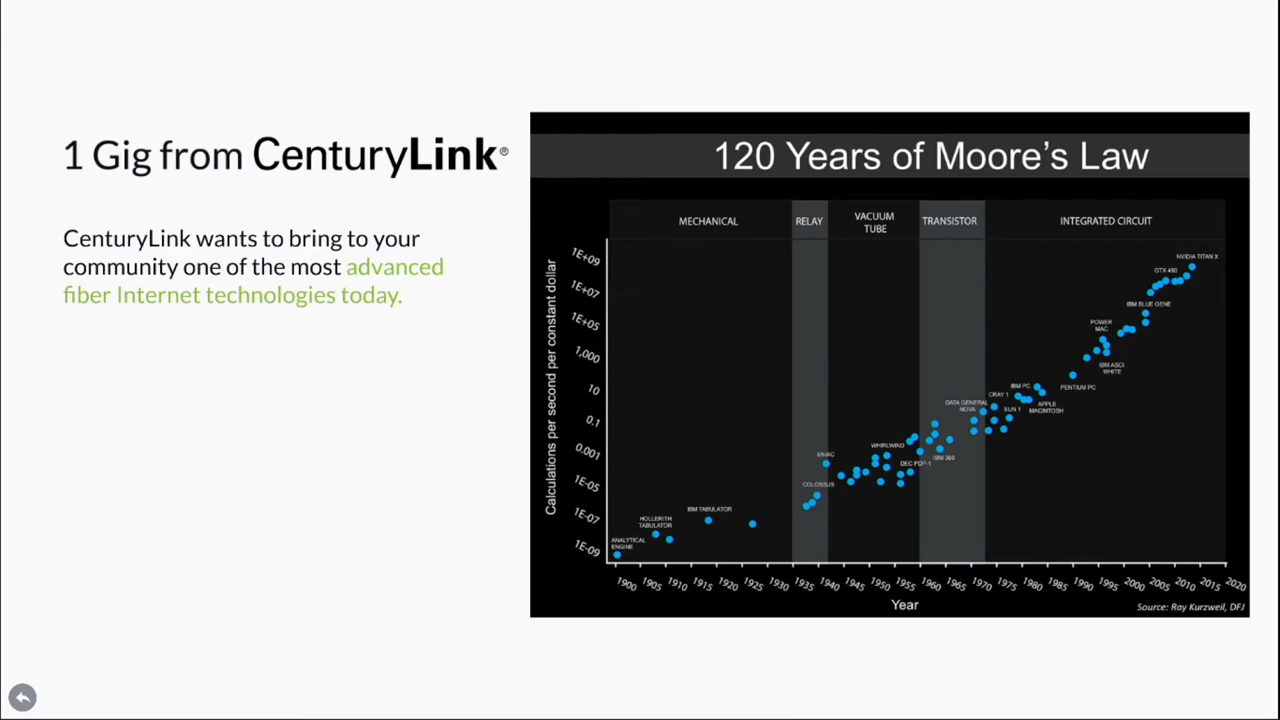 1 Gig from CenturyLink®
CenturyLink wants to bring to your
community one of the most advanced
fiber Internet technologies today.
120 Years of Moore's Law
MECHANICAL
RELAY
VACUUM
TUBE
TRANSISTOR
INTEGRATED CIRCUIT
Calculations per second per constant dollar
1E+09
1E+07
1E+05
1,000
10
0.1
0.001
1E-05
1E-07
1E-09
ANALYTICAL
ENGINE
HOLLERITH
TABULATOR
IBM TABULATOR
COLOSSUS
ENIAC
WHIRLWIND
DEC PDP-1
IBM 360
DATA GENERAL
NOVA
CRAY 1
SUN 1
IBM PC
APPLE
MACINTOSH
PENTIUM PC
POWER
MAC
IBM ASCI
WHITE
IBM BLUE GENE
GTX 480
NVIDIA TITAN X
1900 1905 1910 1915 1920 1925 1930 1935 1940 1945 1950 1955 1960 1965 1970 1975 1980 1985 1990 1995 2000 2005 2010 2015 2020
Year
Source: Ray Kurzweil, DFJ